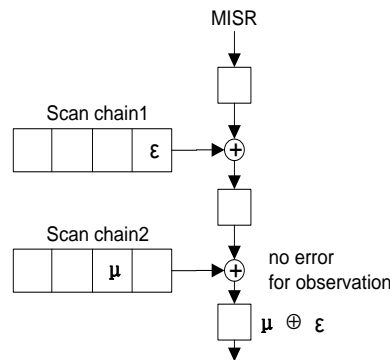 MISR
Scan chain1
ε
+
Scan chain2
μ
+
no error
for observation
μ ⊕ ε